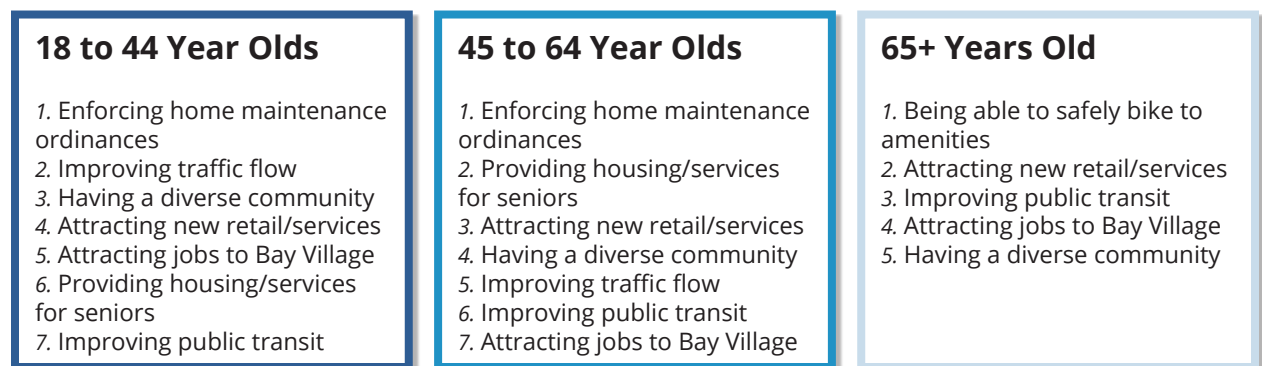 18 to 44 Year Olds
1. Enforcing home maintenance
ordinances
2. Improving traffic flow
3. Having a diverse community
4. Attracting new retail/services
5. Attracting jobs to Bay Village
6. Providing housing/services
for seniors
7. Improving public transit
45 to 64 Year Olds
1. Enforcing home maintenance
ordinances
2. Providing housing/services
for seniors
3. Attracting new retail/services
4. Having a diverse community
5. Improving traffic flow
6. Improving public transit
7. Attracting jobs to Bay Village
65+ Years Old
1. Being able to safely bike to
amenities
2. Attracting new retail/services
3. Improving public transit
4. Attracting jobs to Bay Village
5. Having a diverse community